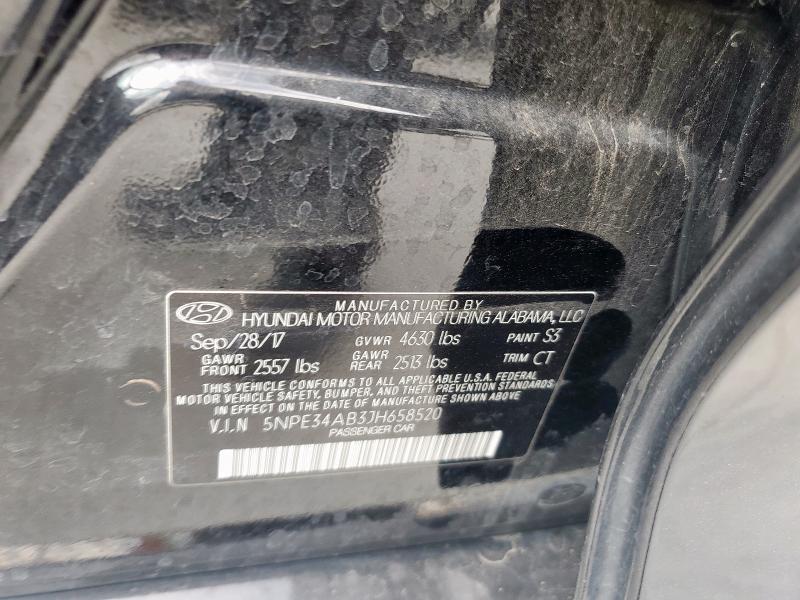 MANUFACTURED BY
HYUNDAI MOTOR MANUFACTURING ALABAMA, LLC
Sep/28/17 GVWR 4630 lbs PAINT S3
GAWR FRONT 2557 lbs GAWR REAR 2513 lbs TRIM CT
THIS VEHICLE CONFORMS TO ALL APPLICABLE U.S.A. FEDERAL
MOTOR VEHICLE SAFETY, BUMPER, AND THEFT PREVENTION STANDARDS
IN EFFECT ON THE DATE OF MANUFACTURE SHOWN ABOVE
V.I.N 5NPE34AB3JH658520
PASSENGER CAR